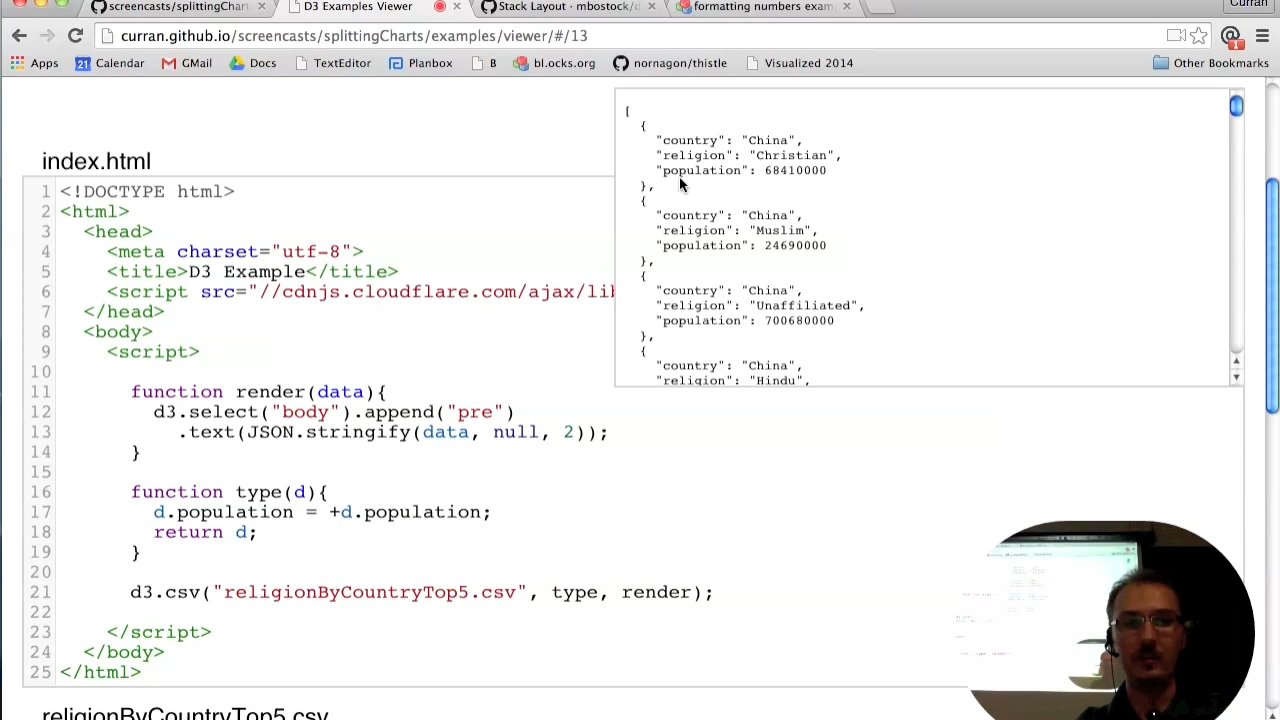 screencasts/splittingChart
D3 Examples Viewer
Stack Layout · mbostock/d
formatting numbers exam
Curran
curran.github.io/screencasts/splittingCharts/examples/viewer/#/13
1
Apps
21 Calendar
GMail
Docs
TextEditor
Planbox
B
bl.ocks.org
nornagon/thistle
Visualized 2014
Other Bookmarks
[
{
"country": "China",
"religion": "Christian",
"population": 68410000
},
{
"country": "China",
"religion": "Muslim",
"population": 24690000
},
{
"country": "China",
"religion": "Unaffiliated",
"population": 700680000
},
{
"country": "China",
"religion": "Hindu",
index.html
1 <!DOCTYPE html>
2 <html>
3 <head>
4 <meta charset="utf-8">
5 <title>D3 Example</title>
6 <script src="//cdnjs.cloudflare.com/ajax/lib
7 </head>
8 <body>
9 <script>
10
11 function render(data){
12 d3.select("body").append("pre")
13 .text(JSON.stringify(data, null, 2));
14 }
15
16 function type(d){
17 d.population = +d.population;
18 return d;
19 }
20
21 d3.csv("religionByCountryTop5.csv", type, render);
22
23 </script>
24 </body>
25 </html>
religionByCountryTop5.csv